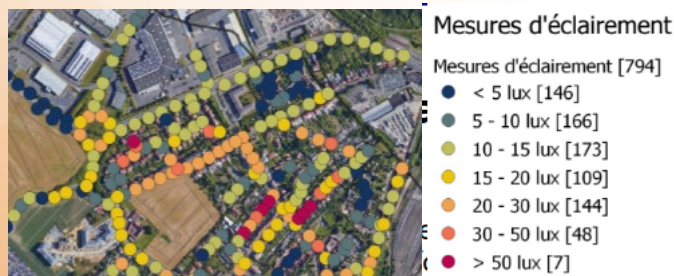 Mesures d'éclairement
Mesures d'éclairement [794]
< 5 lux [146]
5 - 10 lux [166]
10 - 15 lux [173]
15 - 20 lux [109]
20 - 30 lux [144]
30 - 50 lux [48]
> 50 lux [7]